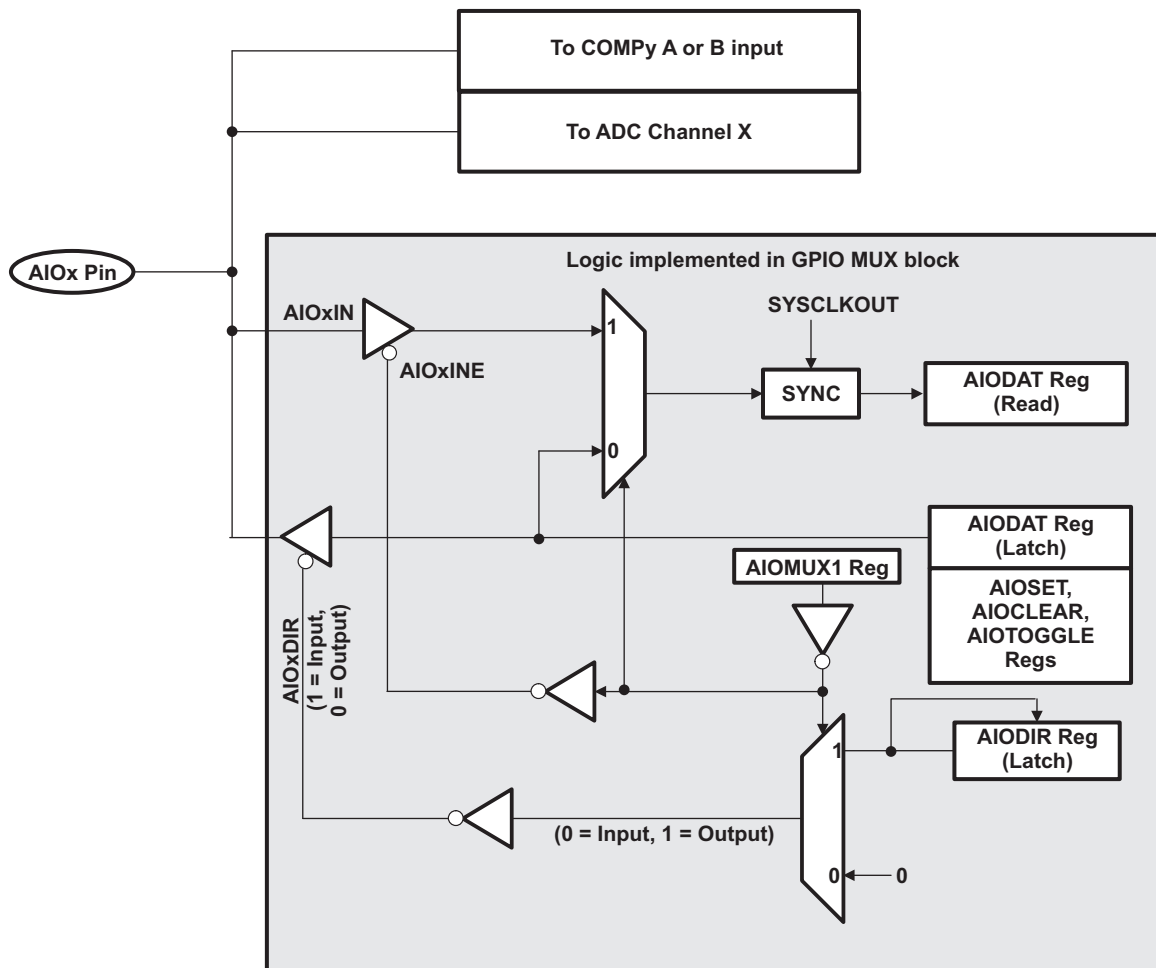 To COMPy A or B input
To ADC Channel X
Logic implemented in GPIO MUX block
AIOx Pin
AIOxIN
AIOxINE
1
0
SYSCLKOUT
SYNC
AIODAT Reg
(Read)
AIODAT Reg
(Latch)
AIOSET,
AIOCLEAR,
AIOTOGGLE
Regs
AIOMUX1 Reg
AIOxDIR
(1 = Input,
0 = Output)
1
AIODIR Reg
(Latch)
(0 = Input, 1 = Output)
0
0